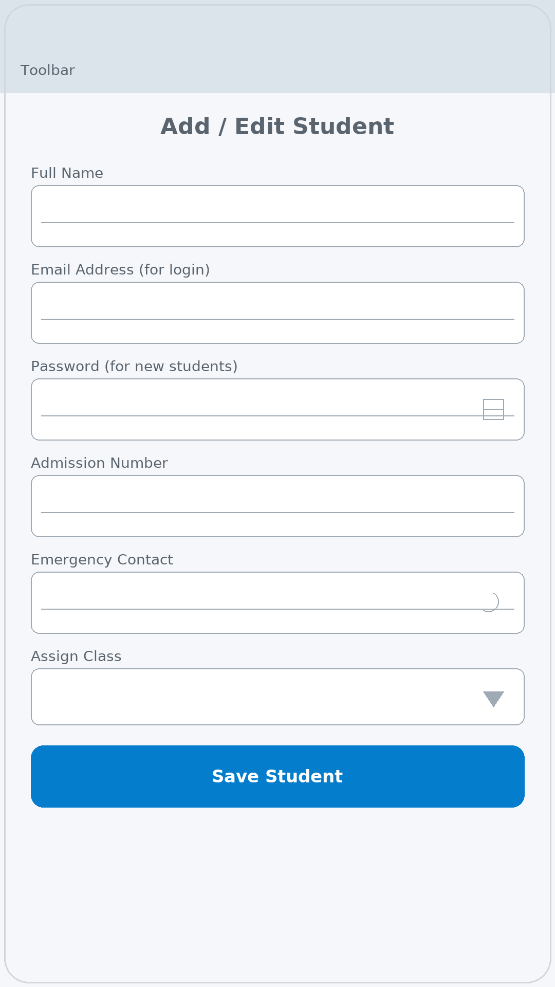 Toolbar
Add / Edit Student
Full Name
Email Address (for login)
Password (for new students)
Admission Number
Emergency Contact
Assign Class
Save Student